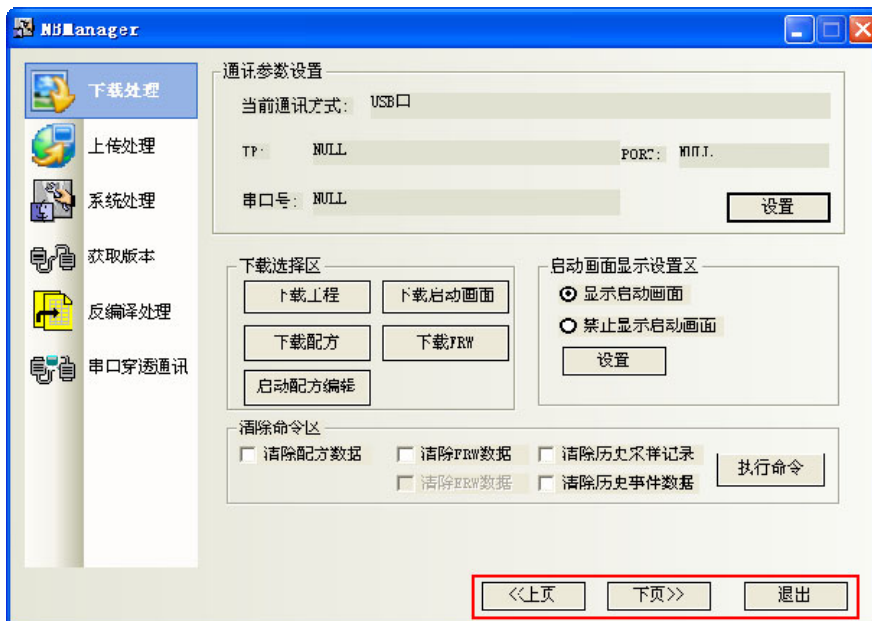 NBManager
下载处理
上传处理
系统处理
获取版本
反编译处理
串口穿透通讯
通讯参数设置
当前通讯方式: USB口
IP: NULL PORT: NULL
串口号: NULL
设置
下载选择区
下载工程 下载启动画面
下载配方 下载FRW
启动配方编辑
启动画面显示设置区
显示启动画面
禁止显示启动画面
设置
清除命令区
清除配方数据 清除FRW数据 清除历史采样记录
清除ERW数据 清除历史事件数据
执行命令
<<上页 下页>> 退出